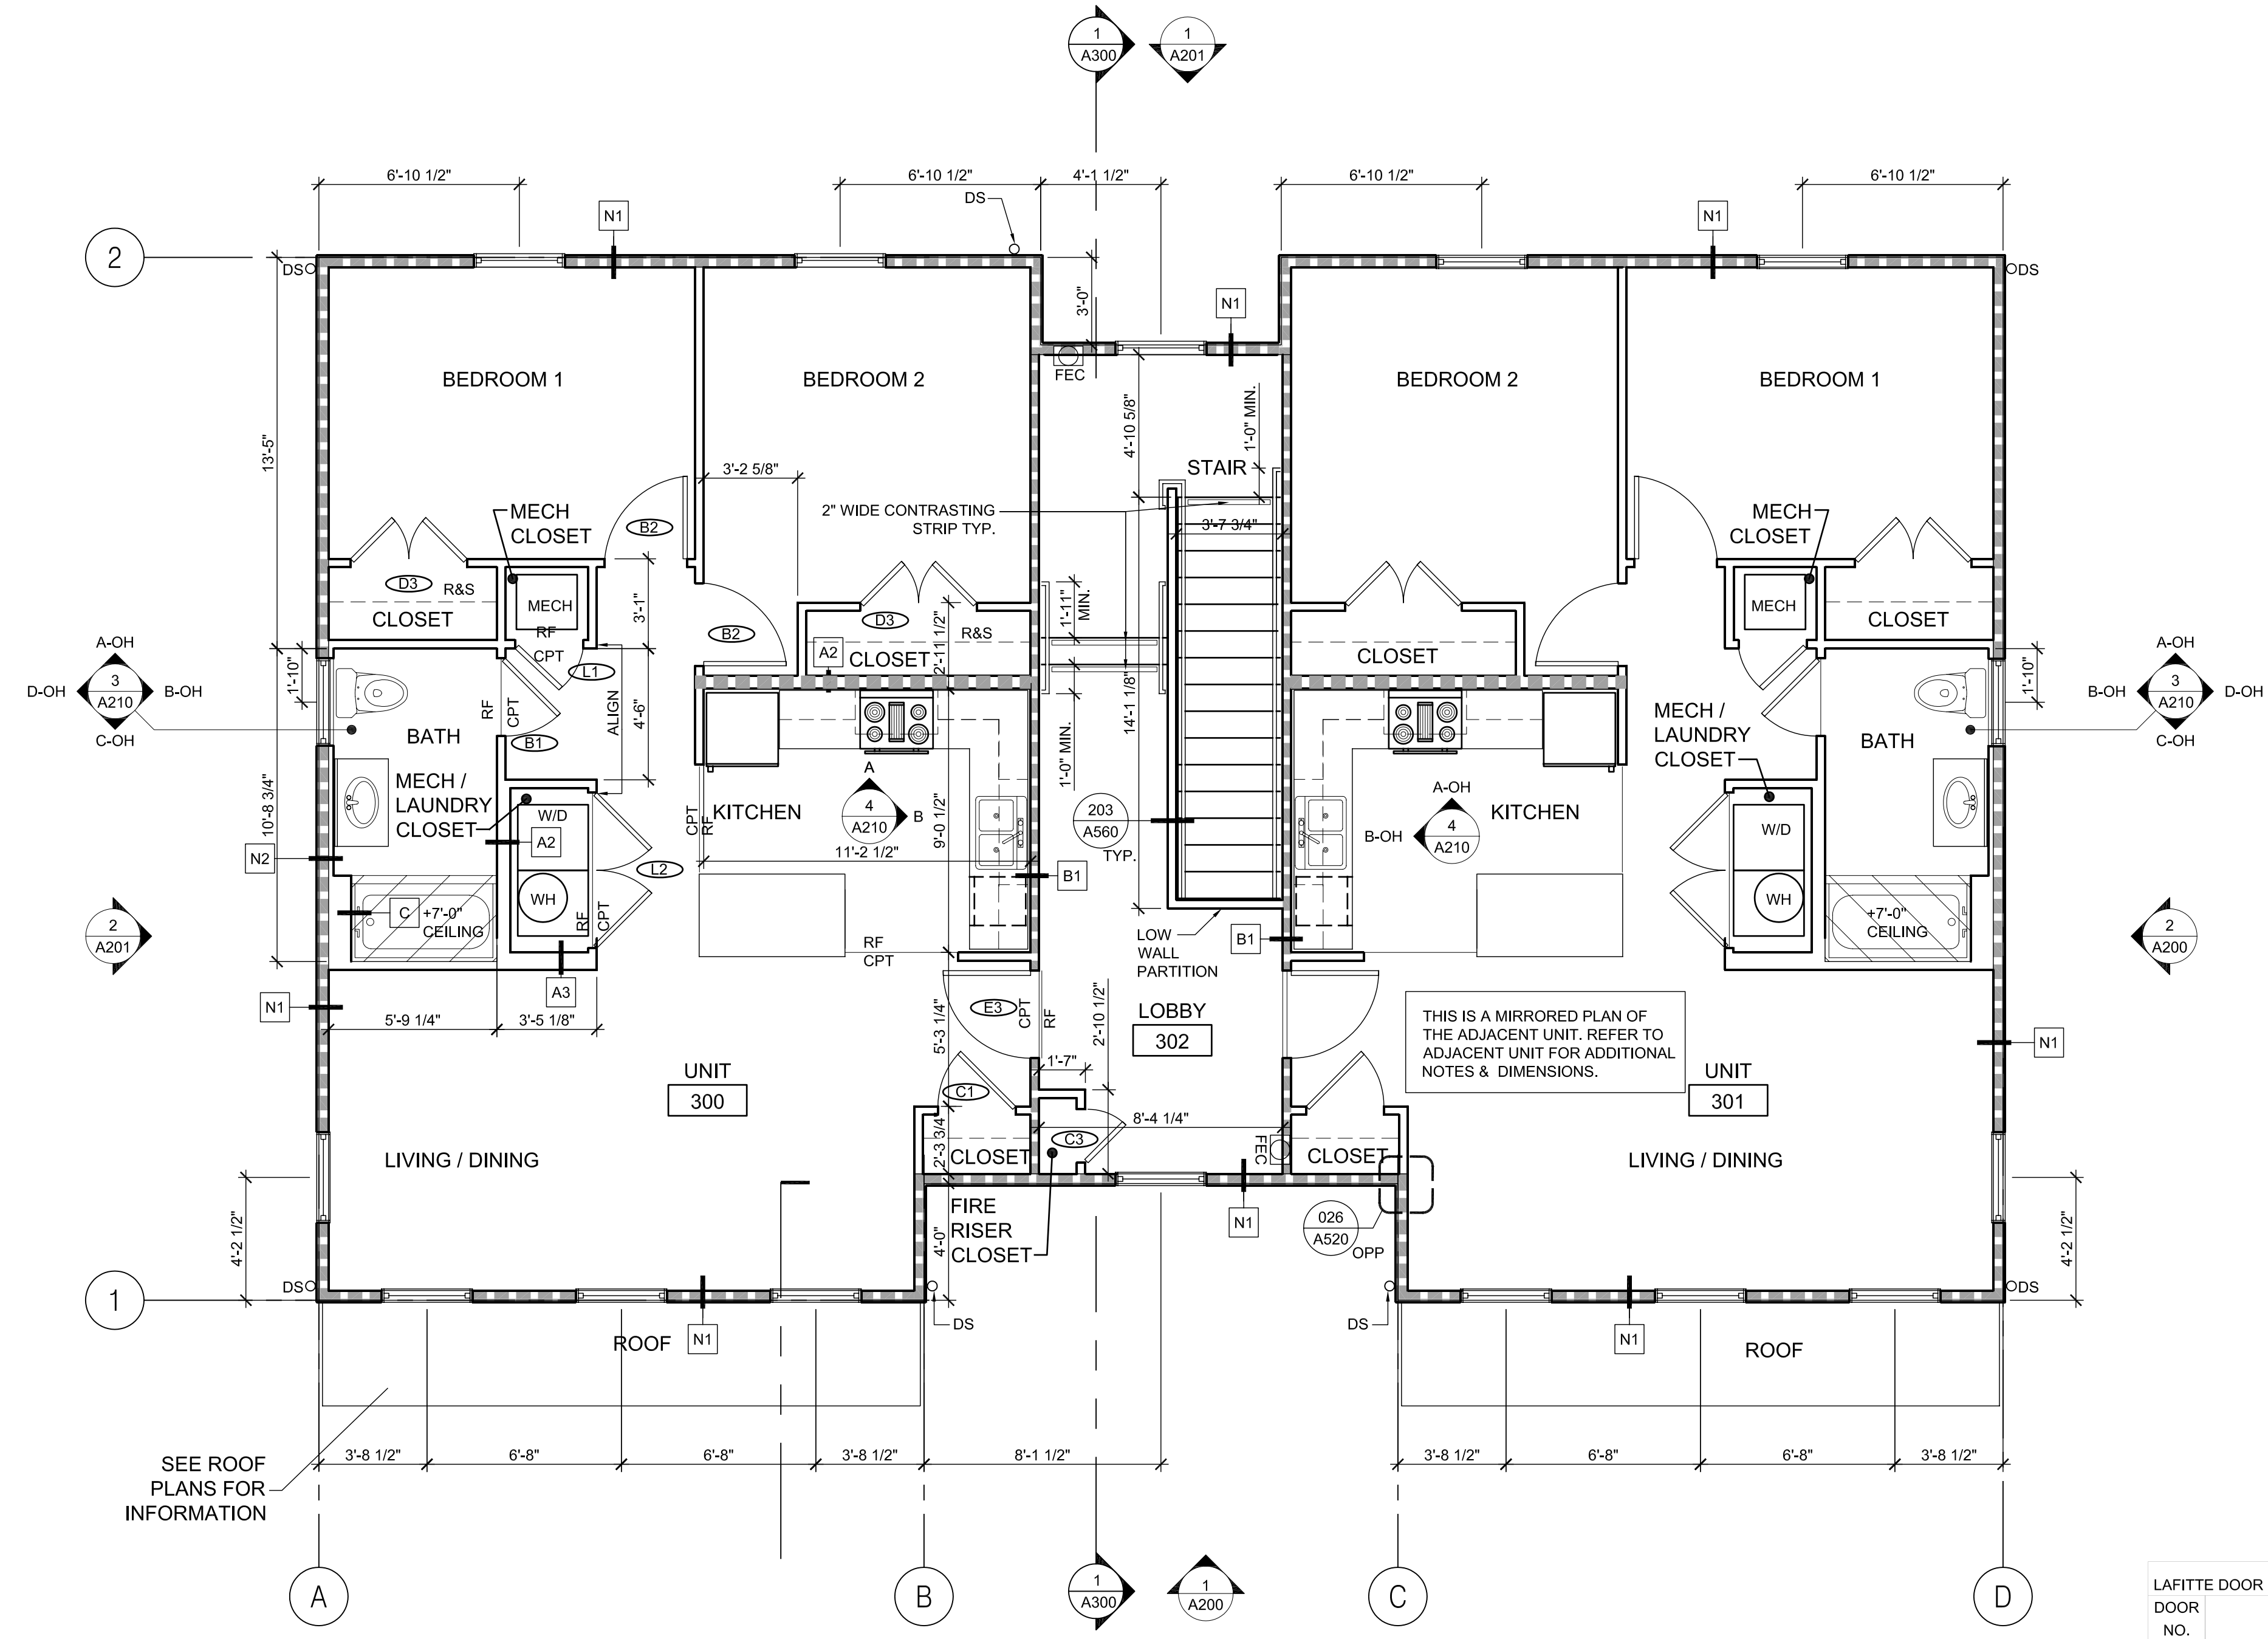 1
A300
1
A201
6'-10 1/2"
6'-10 1/2"
4'-1 1/2"
6'-10 1/2"
6'-10 1/2"
DS
N1
N1
2
DS
DS
3'-0"
N1
FEC
BEDROOM 1
BEDROOM 2
BEDROOM 2
BEDROOM 1
13'-5"
4'-10 5/8"
1'-0" MIN.
3'-2 5/8"
STAIR
2" WIDE CONTRASTING
STRIP TYP.
3'-7 3/4"
MECH
CLOSET
B2
MECH
CLOSET
D3
R&S
CLOSET
MECH
RF
CPT
L1
3'-1"
B2
D3
R&S
CLOSET
A2
2'-11 1/2"
1'-11"
MIN.
CLOSET
MECH
CLOSET
A-OH
3
A210
D-OH
B-OH
C-OH
1'-10"
RF
CPT
BATH
B1
ALIGN
4'-6"
14'-1 1/8"
1'-0" MIN.
MECH /
LAUNDRY
CLOSET
BATH
1'-10"
A-OH
3
A210
B-OH
D-OH
C-OH
10'-8 3/4"
MECH /
LAUNDRY
CLOSET
W/D
A2
L2
WH
RF
CPT
CPT
RF
KITCHEN
A
4
A210
B
9'-0 1/2"
11'-2 1/2"
B1
203
A560
TYP.
A-OH
4
A210
B-OH
KITCHEN
W/D
WH
N2
C
+7'-0"
CEILING
2
A201
RF
CPT
LOW
WALL
PARTITION
B1
+7'-0"
CEILING
2
A200
N1
A3
5'-9 1/4"
3'-5 1/8"
E3
CPT
RF
5'-3 1/4"
2'-10 1/2"
LOBBY
302
THIS IS A MIRRORED PLAN OF
THE ADJACENT UNIT. REFER TO
ADJACENT UNIT FOR ADDITIONAL
NOTES & DIMENSIONS.
N1
UNIT
300
1'-7"
C1
UNIT
301
8'-4 1/4"
C3
2'-3 3/4"
CLOSET
FEC
CLOSET
LIVING / DINING
LIVING / DINING
4'-2 1/2"
FIRE
RISER
CLOSET
4'-0"
N1
026
A520
OPP
4'-2 1/2"
1
DS
DS
DS
DS
ROOF
N1
N1
ROOF
SEE ROOF
PLANS FOR
INFORMATION
3'-8 1/2"
6'-8"
6'-8"
3'-8 1/2"
8'-1 1/2"
3'-8 1/2"
6'-8"
6'-8"
3'-8 1/2"
A
B
1
A300
1
A200
C
D
LAFITTE DOOR
DOOR
NO.